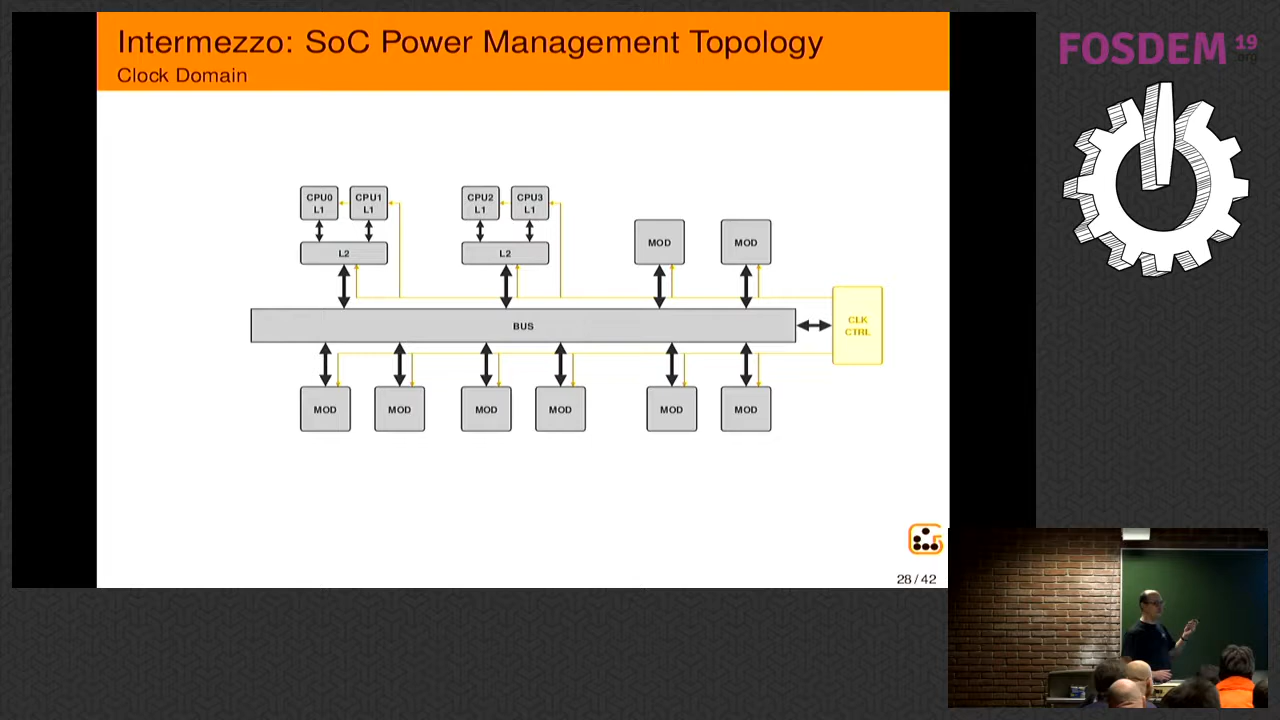 Intermezzo: SoC Power Management Topology
Clock Domain
FOSDEM 19
.org
CPU0
L1
CPU1
L1
CPU2
L1
CPU3
L1
L2
L2
MOD
MOD
BUS
CLK
CTRL
MOD
MOD
MOD
MOD
MOD
MOD
28 / 42